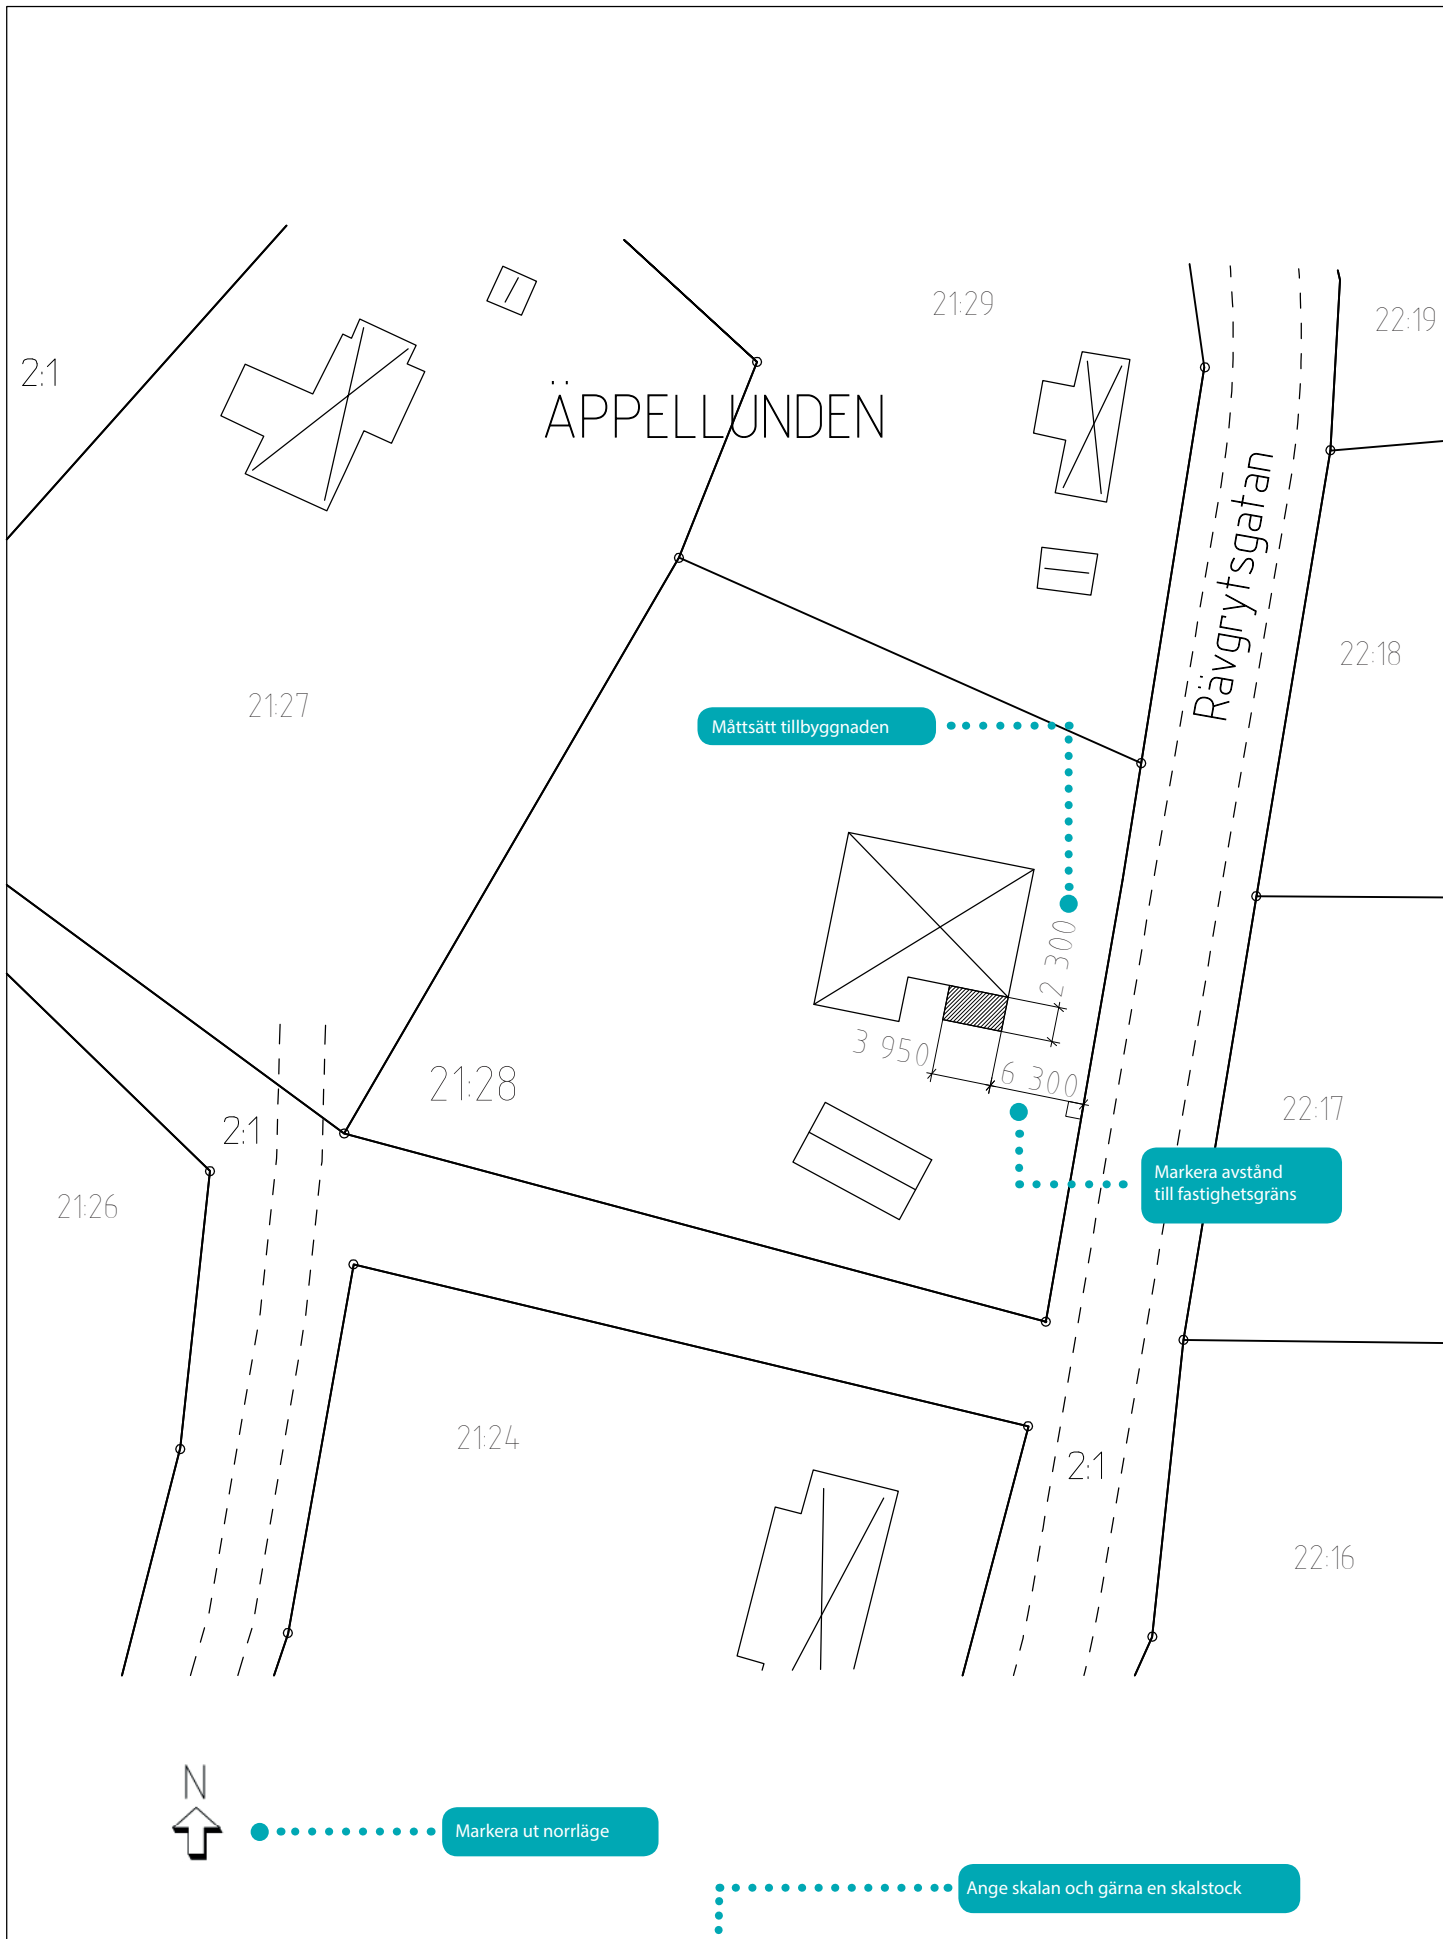 21:29
22:19
2:1
ÄPPELLUNDEN
Rävgrytsgatan
22:18
21:27
Måttsätt tillbyggnaden
2 300
3 950
6 300
21:28
22:17
2:1
Markera avstånd
till fastighetsgräns
21:26
21:24
2:1
22:16
N
Markera ut norrläge
Ange skalan och gärna en skalstock